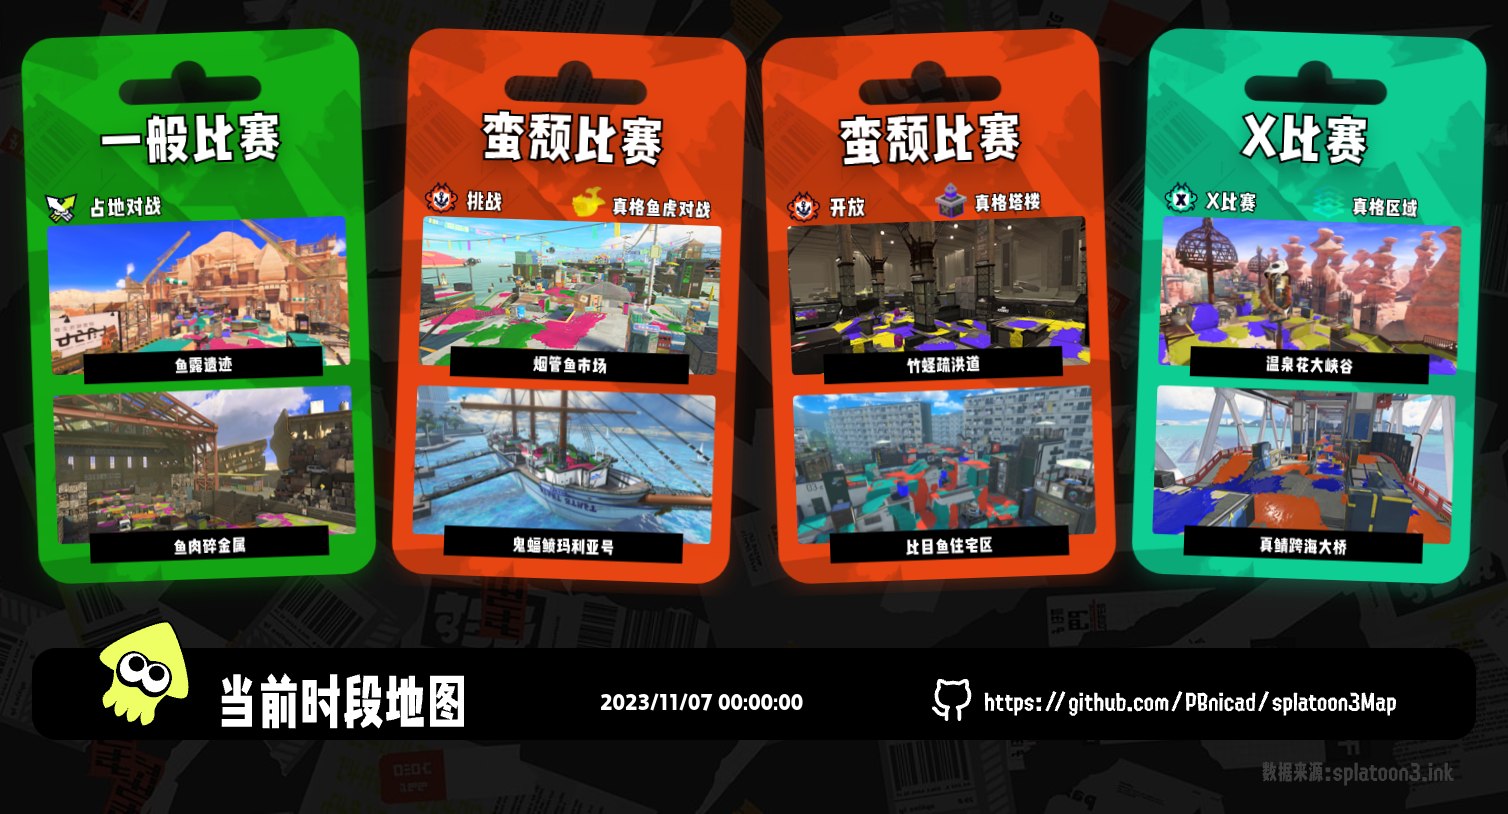 一般比赛
占地对战
鱼露遗迹
鱼肉碎金属
蛮颓比赛
挑战
真格鱼虎对战
烟管鱼市场
鬼蝠鲼玛利亚号
蛮颓比赛
开放
真格塔楼
竹蛏疏洪道
比目鱼住宅区
X比赛
X比赛
真格区域
温泉花大峡谷
真鲭跨海大桥
当前时段地图
2023/11/07 00:00:00
https://github.com/PBnicad/splatoon3Map
数据来源:splatoon3.ink